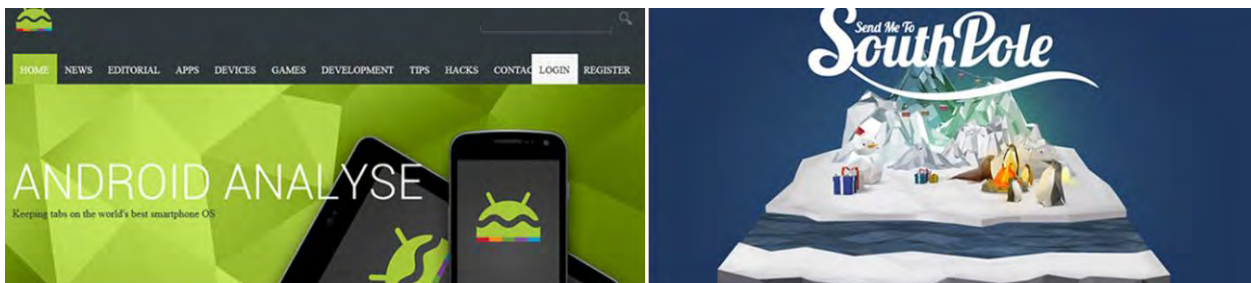 HOME NEWS EDITORIAL APPS DEVICES GAMES DEVELOPMENT TIPS HACKS CONTAC LOGIN REGISTER
ANDROID ANALYSE
Keeping tabs on the world's best smartphone OS
Send Me To
SouthPole